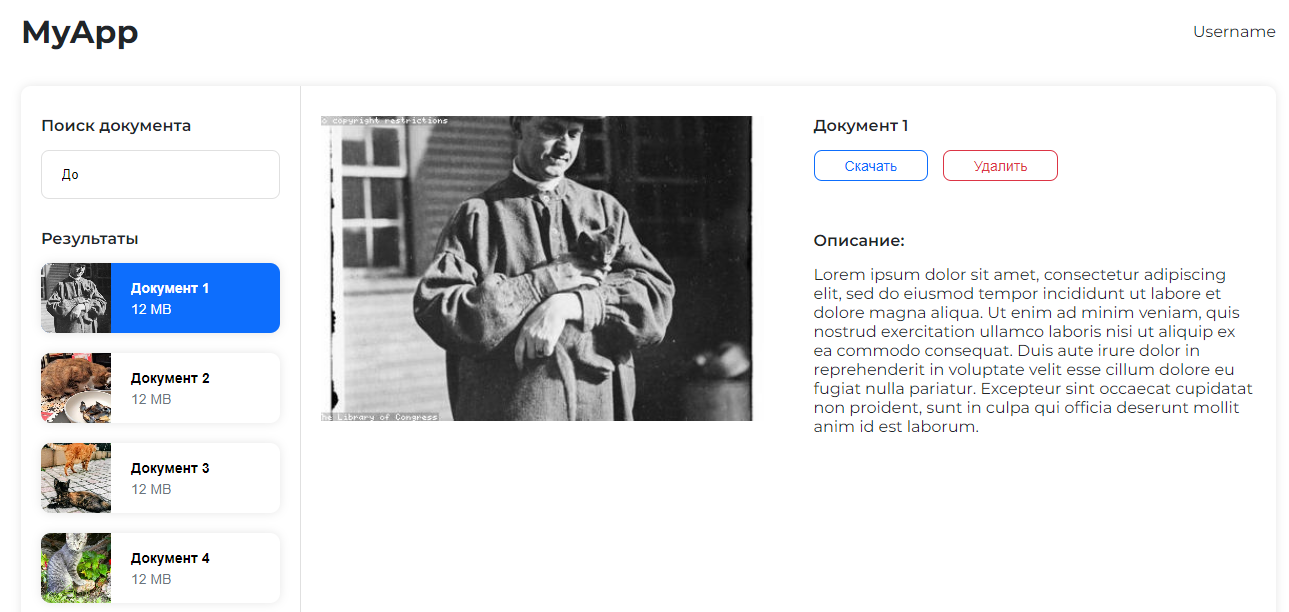 MyApp
Username
Поиск документа
До
Результаты
Документ 1
12 MB
Документ 2
12 MB
Документ 3
12 MB
Документ 4
12 MB
o copyright restrictions
he Library of Congress
Документ 1
Скачать
Удалить
Описание:
Lorem ipsum dolor sit amet, consectetur adipiscing
elit, sed do eiusmod tempor incididunt ut labore et
dolore magna aliqua. Ut enim ad minim veniam, quis
nostrud exercitation ullamco laboris nisi ut aliquip ex
ea commodo consequat. Duis aute irure dolor in
reprehenderit in voluptate velit esse cillum dolore eu
fugiat nulla pariatur. Excepteur sint occaecat cupidatat
non proident, sunt in culpa qui officia deserunt mollit
anim id est laborum.